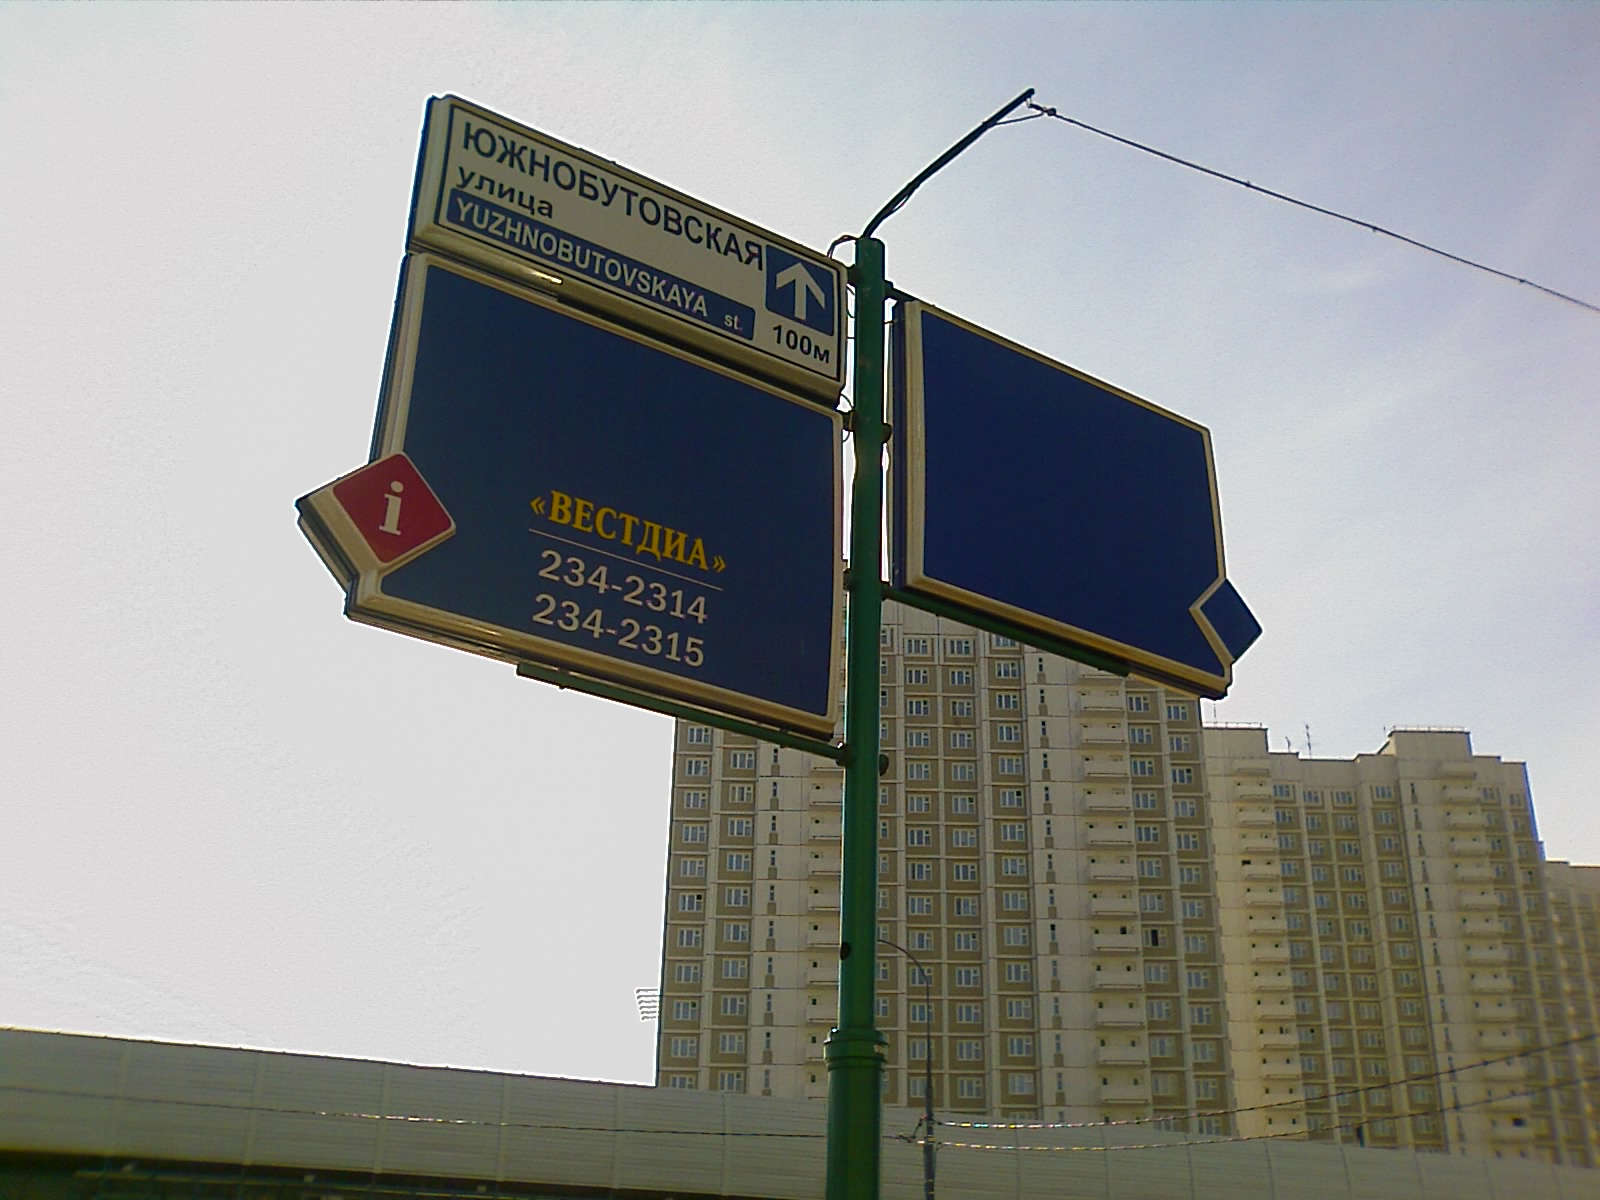 ЮЖНОБУТОВСКАЯ
улица
YUZHNOBUTOVSKAYA st.
100м
i
«ВЕСТДИА»
234-2314
234-2315